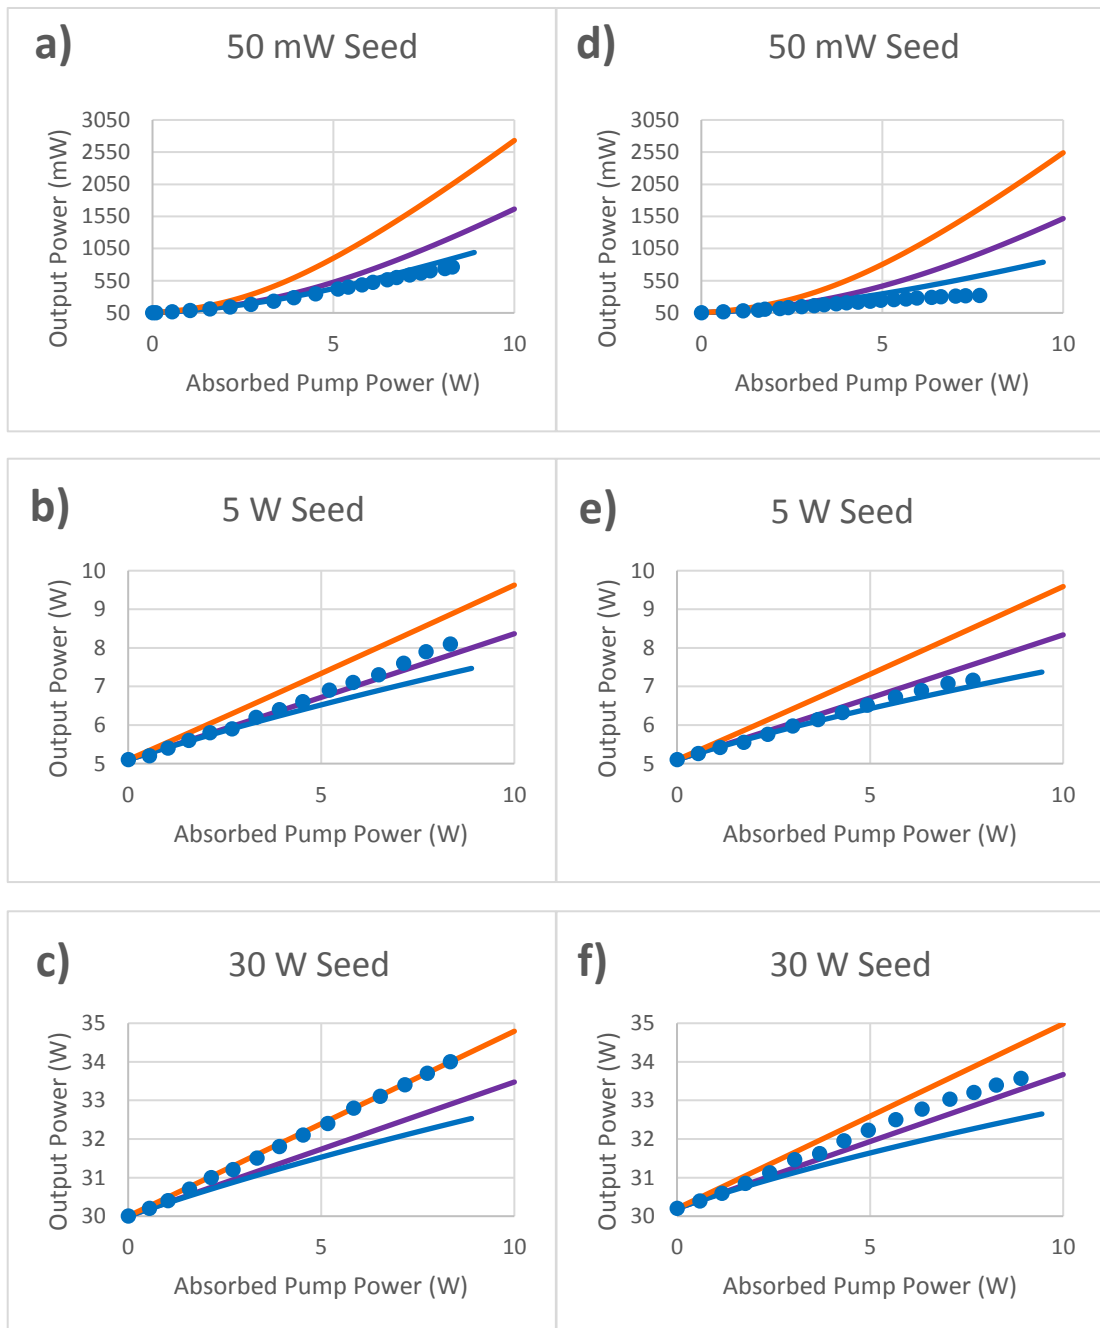 a)
50 mW Seed
Output Power (mW)
3050
2550
2050
1550
1050
550
50
0
5
10
Absorbed Pump Power (W)
d)
50 mW Seed
Output Power (mW)
3050
2550
2050
1550
1050
550
50
0
5
10
Absorbed Pump Power (W)
b)
5 W Seed
Output Power (W)
10
9
8
7
6
5
0
5
10
Absorbed Pump Power (W)
e)
5 W Seed
Output Power (W)
10
9
8
7
6
5
0
5
10
Absorbed Pump Power (W)
c)
30 W Seed
Output Power (W)
35
34
33
32
31
30
0
5
10
Absorbed Pump Power (W)
f)
30 W Seed
Output Power (W)
35
34
33
32
31
30
0
5
10
Absorbed Pump Power (W)